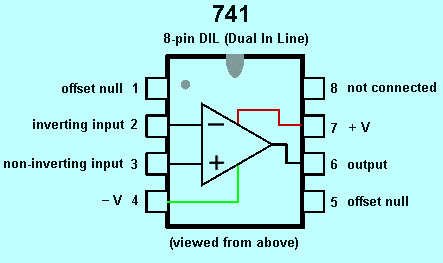 741
8-pin DIL (Dual In Line)
offset null 1
8 not connected
inverting input 2
7 + V
non-inverting input 3
6 output
– V 4
5 offset null
− 
+
(viewed from above)